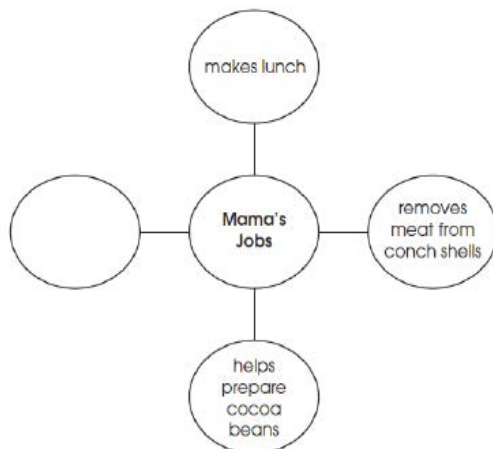 makes lunch
Mama's
Jobs
removes
meat from
conch shells
helps
prepare
cocoa
beans